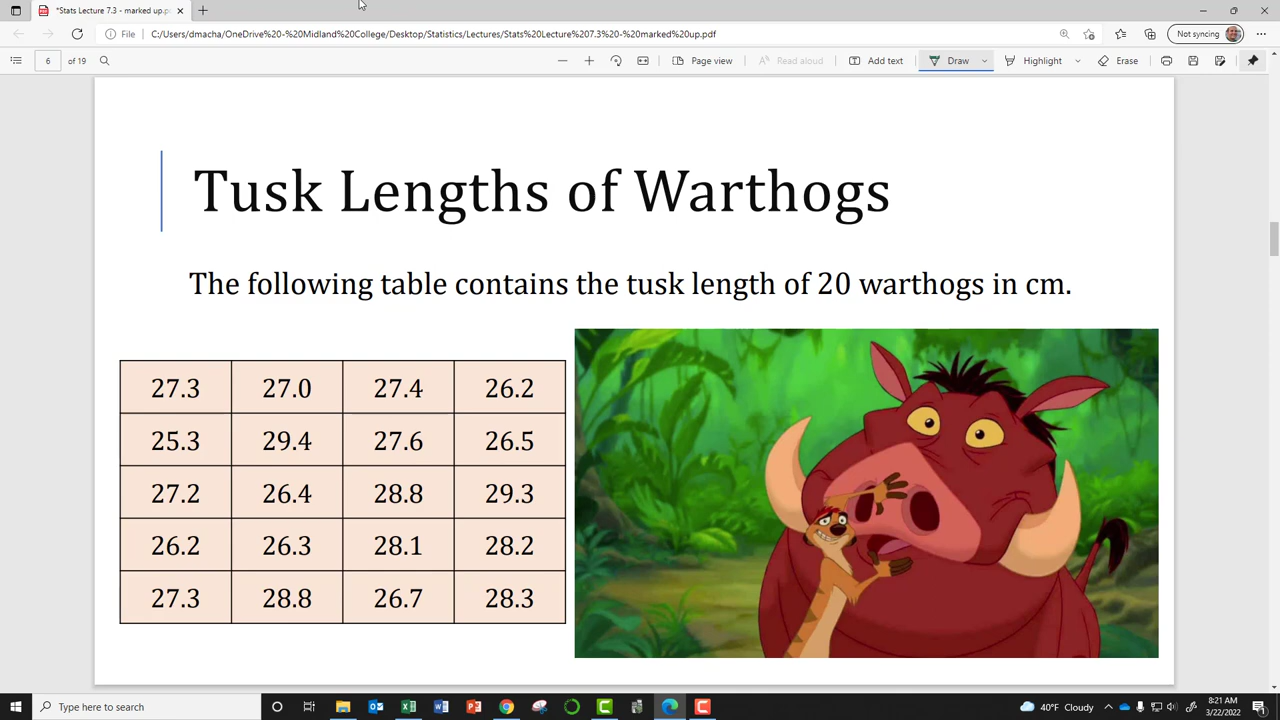 *Stats Lecture 7.3 - marked up.p
File
C:/Users/dmacha/OneDrive%20-%20Midland%20College/Desktop/Statistics/Lectures/Stats%20Lecture%207.3%20-%20marked%20up.pdf
Not syncing
6 of 19
Page view
Read aloud
Add text
Draw
Highlight
Erase
Tusk Lengths of Warthogs
The following table contains the tusk length of 20 warthogs in cm.
27.3 27.0 27.4 26.2
25.3 29.4 27.6 26.5
27.2 26.4 28.8 29.3
26.2 26.3 28.1 28.2
27.3 28.8 26.7 28.3
Type here to search
40°F Cloudy
8:21 AM
3/22/2022